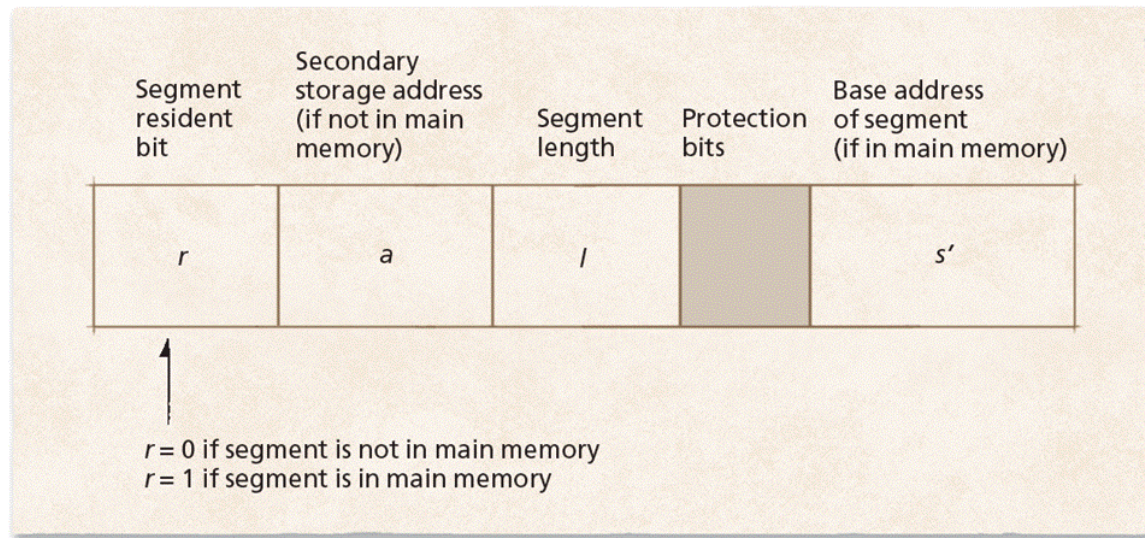 Segment
resident
bit
Secondary
storage address
(if not in main
memory)
Segment
length
Protection
bits
Base address
of segment
(if in main memory)
r
a
l
s′
r = 0 if segment is not in main memory
r = 1 if segment is in main memory